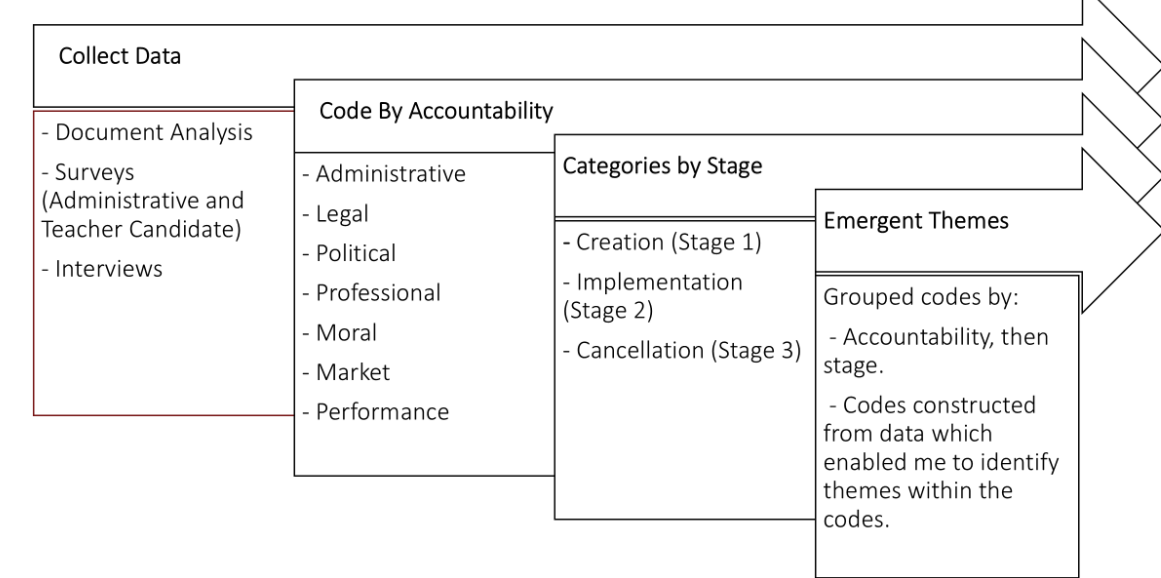 Collect Data
- Document Analysis
- Surveys
(Administrative and
Teacher Candidate)
- Interviews
Code By Accountability
- Administrative
- Legal
- Political
- Professional
- Moral
- Market
- Performance
Categories by Stage
- Creation (Stage 1)
- Implementation
(Stage 2)
- Cancellation (Stage 3)
Emergent Themes
Grouped codes by:
- Accountability, then
stage.
- Codes constructed
from data which
enabled me to identify
themes within the
codes.